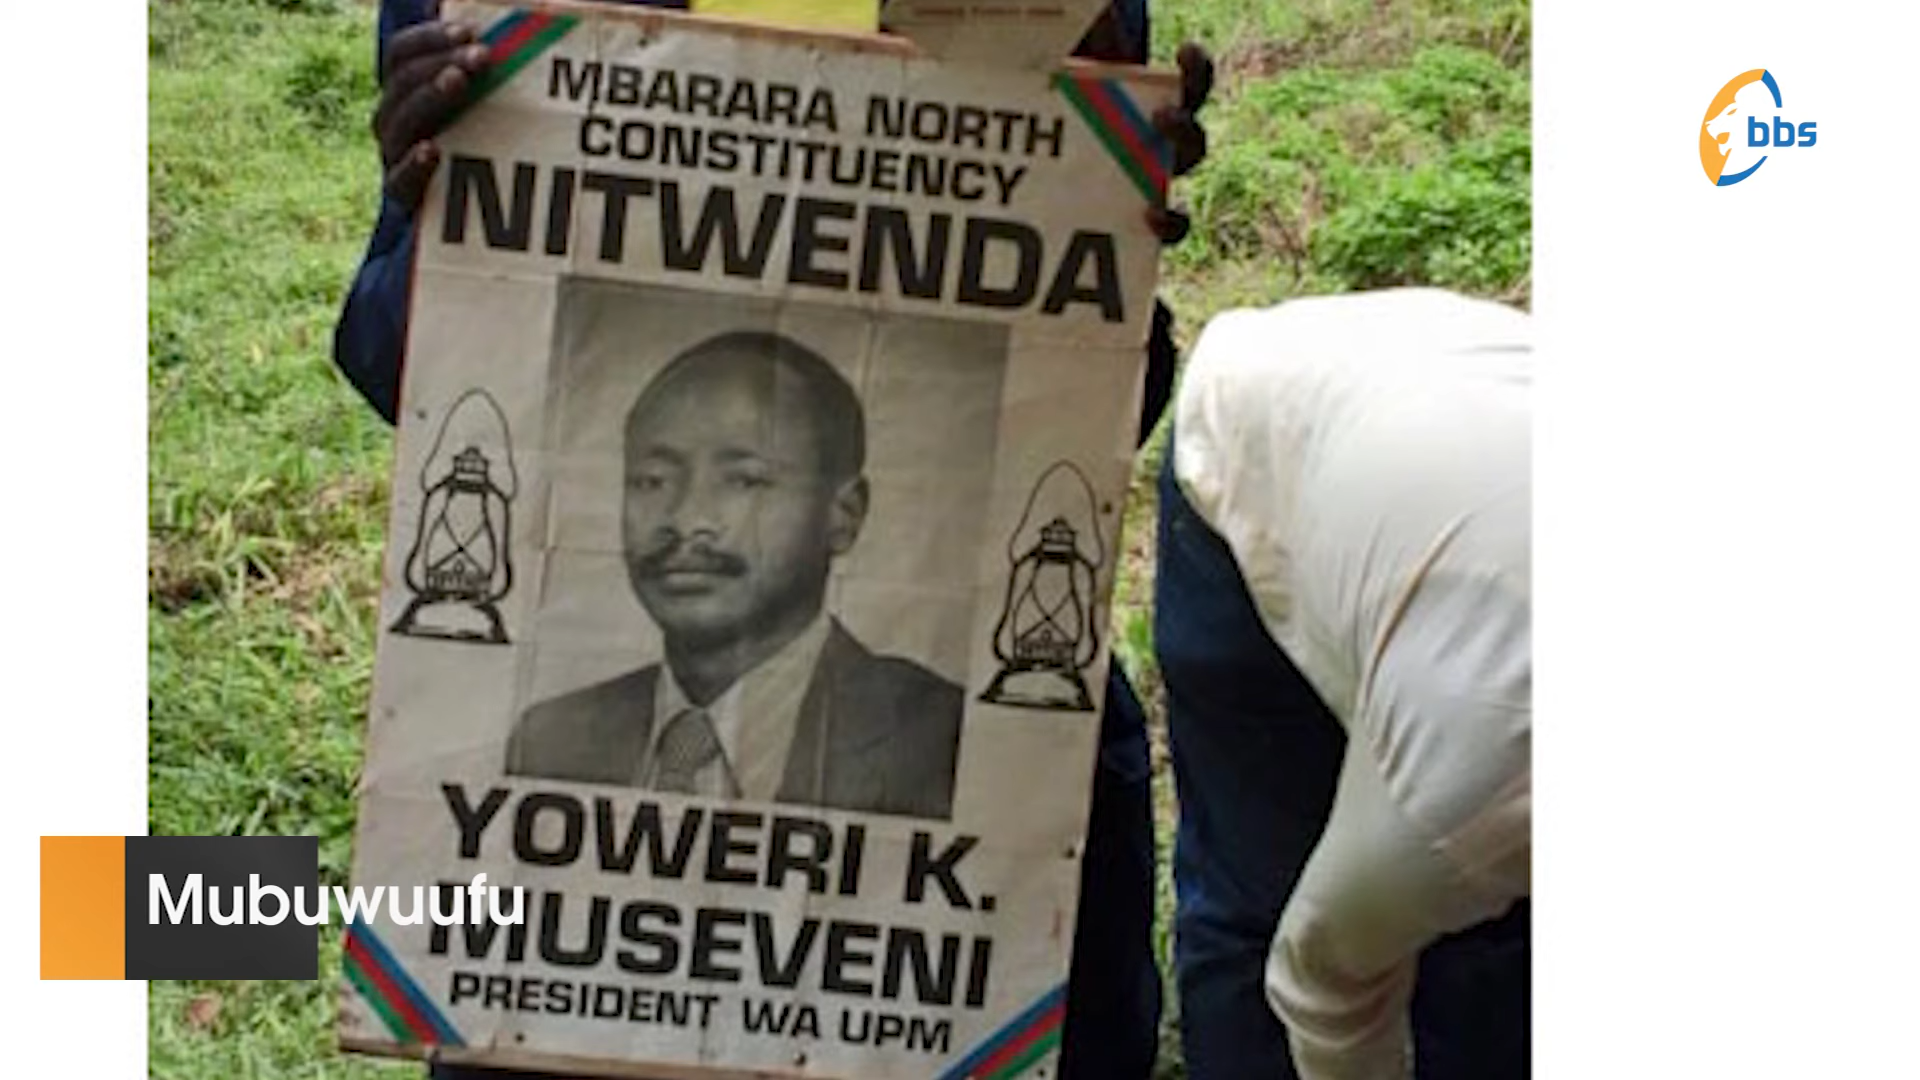 MBARARA NORTH
CONSTITUENCY
NITWENDA
YOWERI K.
MUSEVENI
PRESIDENT WA UPM
bbs
Mubuwuufu